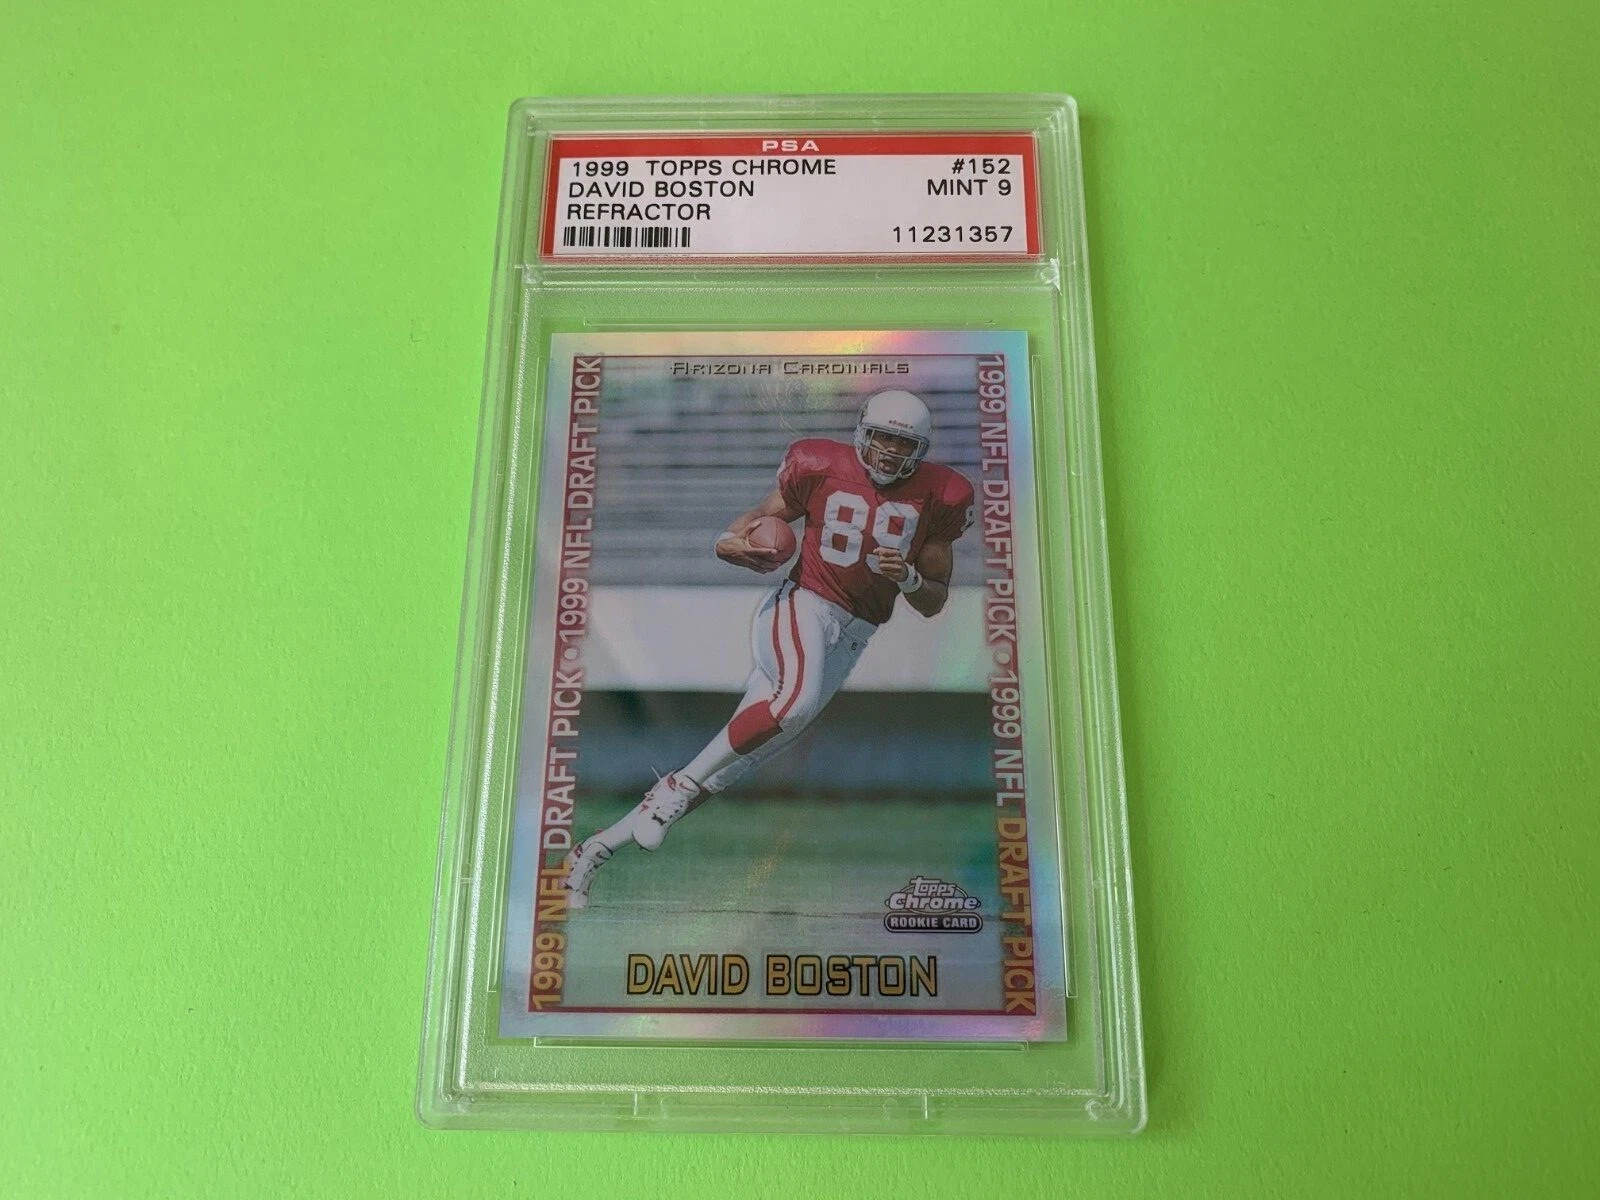 PSA
1999 TOPPS CHROME #152
DAVID BOSTON MINT 9
REFRACTOR
11231357
ARIZONA CARDINALS
1999 NFL DRAFT PICK • 1999 NFL DRAFT PICK
1999 NFL DRAFT PICK • 1999 NFL DRAFT PICK
89
89
Topps
Chrome
ROOKIE CARD
DAVID BOSTON